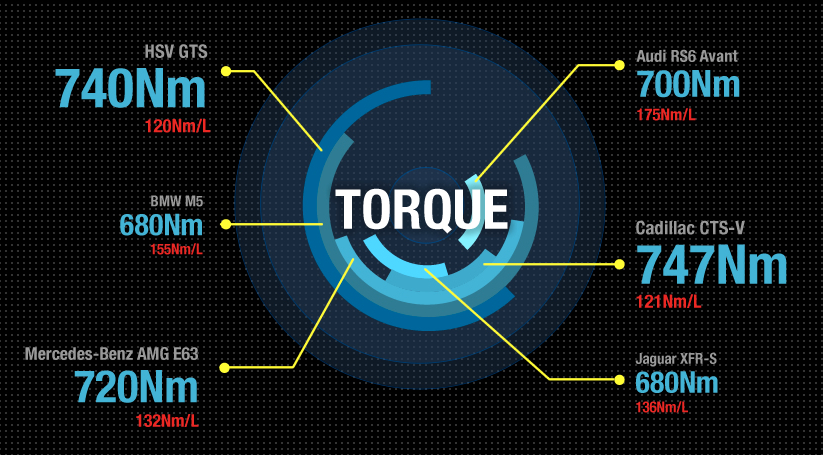 HSV GTS
740Nm
120Nm/L
BMW M5
680Nm
155Nm/L
Mercedes-Benz AMG E63
720Nm
132Nm/L
TORQUE
Audi RS6 Avant
700Nm
175Nm/L
Cadillac CTS-V
747Nm
121Nm/L
Jaguar XFR-S
680Nm
136Nm/L